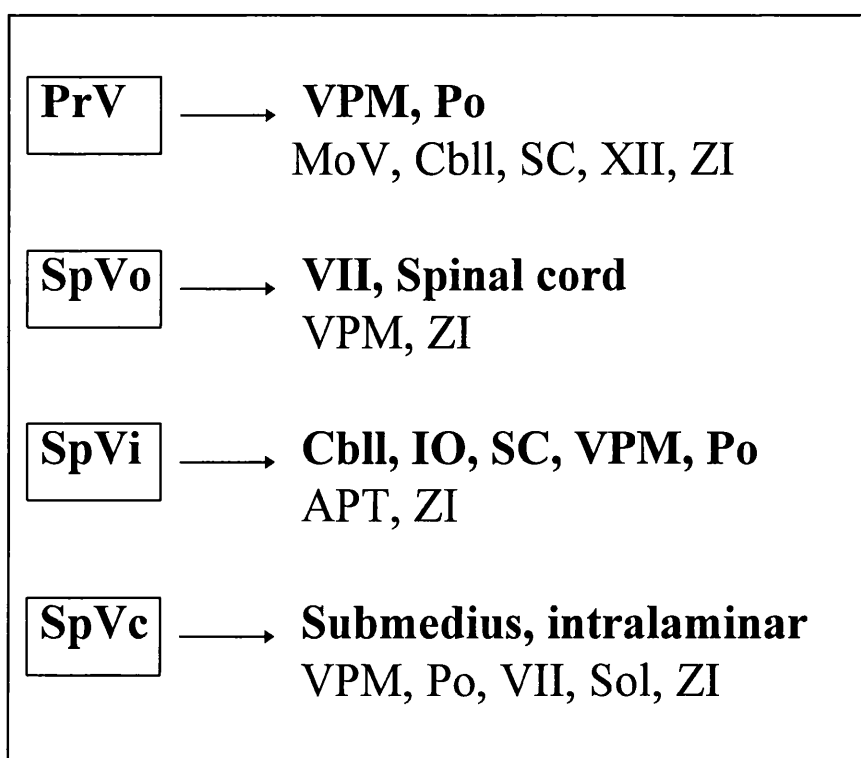 PrV → VPM, Po
MoV, Cbll, SC, XII, ZI
SpVo → VII, Spinal cord
VPM, ZI
SpVi → Cbll, IO, SC, VPM, Po
APT, ZI
SpVc → Submedius, intralaminar
VPM, Po, VII, Sol, ZI